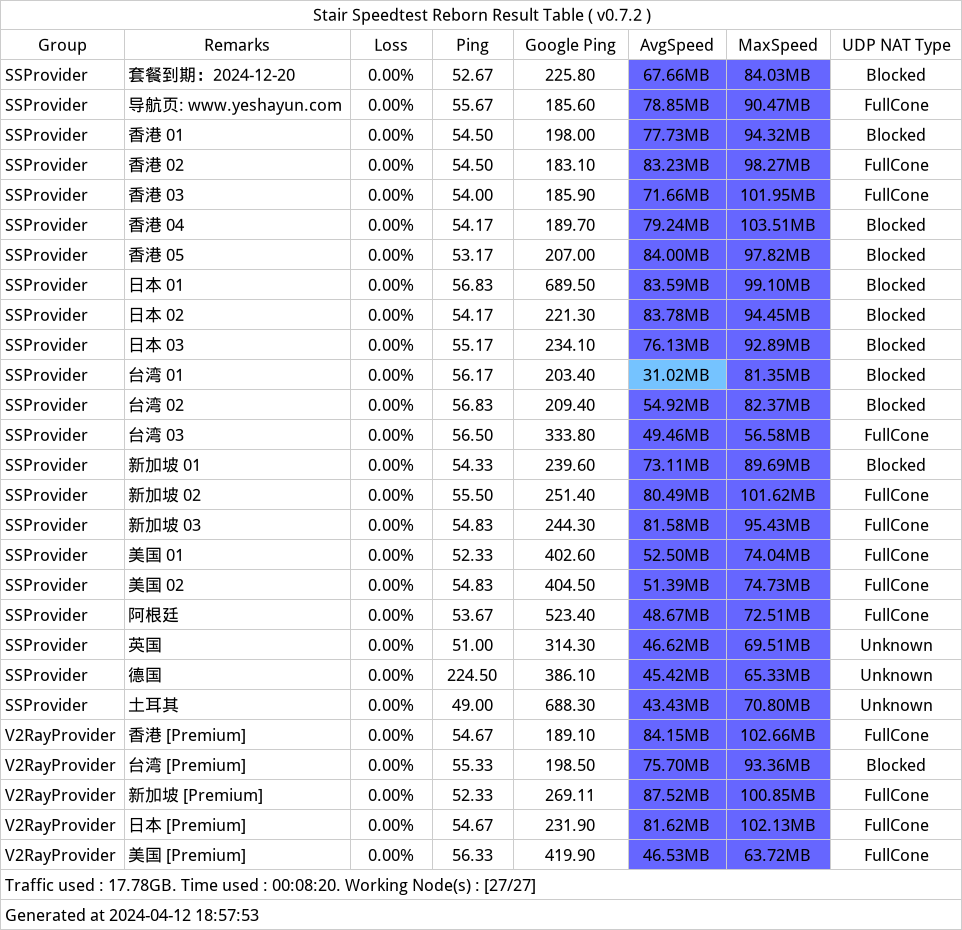 Stair Speedtest Reborn Result Table ( v0.7.2 )
Group Remarks Loss Ping Google Ping AvgSpeed MaxSpeed UDP NAT Type
SSProvider 套餐到期：2024-12-20 0.00% 52.67 225.80 67.66MB 84.03MB Blocked
SSProvider 导航页: www.yeshayun.com 0.00% 55.67 185.60 78.85MB 90.47MB FullCone
SSProvider 香港 01 0.00% 54.50 198.00 77.73MB 94.32MB Blocked
SSProvider 香港 02 0.00% 54.50 183.10 83.23MB 98.27MB FullCone
SSProvider 香港 03 0.00% 54.00 185.90 71.66MB 101.95MB FullCone
SSProvider 香港 04 0.00% 54.17 189.70 79.24MB 103.51MB Blocked
SSProvider 香港 05 0.00% 53.17 207.00 84.00MB 97.82MB Blocked
SSProvider 日本 01 0.00% 56.83 689.50 83.59MB 99.10MB Blocked
SSProvider 日本 02 0.00% 54.17 221.30 83.78MB 94.45MB Blocked
SSProvider 日本 03 0.00% 55.17 234.10 76.13MB 92.89MB Blocked
SSProvider 台湾 01 0.00% 56.17 203.40 31.02MB 81.35MB Blocked
SSProvider 台湾 02 0.00% 56.83 209.40 54.92MB 82.37MB Blocked
SSProvider 台湾 03 0.00% 56.50 333.80 49.46MB 56.58MB FullCone
SSProvider 新加坡 01 0.00% 54.33 239.60 73.11MB 89.69MB Blocked
SSProvider 新加坡 02 0.00% 55.50 251.40 80.49MB 101.62MB FullCone
SSProvider 新加坡 03 0.00% 54.83 244.30 81.58MB 95.43MB FullCone
SSProvider 美国 01 0.00% 52.33 402.60 52.50MB 74.04MB FullCone
SSProvider 美国 02 0.00% 54.83 404.50 51.39MB 74.73MB FullCone
SSProvider 阿根廷 0.00% 53.67 523.40 48.67MB 72.51MB FullCone
SSProvider 英国 0.00% 51.00 314.30 46.62MB 69.51MB Unknown
SSProvider 德国 0.00% 224.50 386.10 45.42MB 65.33MB Unknown
SSProvider 土耳其 0.00% 49.00 688.30 43.43MB 70.80MB Unknown
V2RayProvider 香港 [Premium] 0.00% 54.67 189.10 84.15MB 102.66MB FullCone
V2RayProvider 台湾 [Premium] 0.00% 55.33 198.50 75.70MB 93.36MB Blocked
V2RayProvider 新加坡 [Premium] 0.00% 52.33 269.11 87.52MB 100.85MB FullCone
V2RayProvider 日本 [Premium] 0.00% 54.67 231.90 81.62MB 102.13MB FullCone
V2RayProvider 美国 [Premium] 0.00% 56.33 419.90 46.53MB 63.72MB FullCone
Traffic used : 17.78GB. Time used : 00:08:20. Working Node(s) : [27/27]
Generated at 2024-04-12 18:57:53